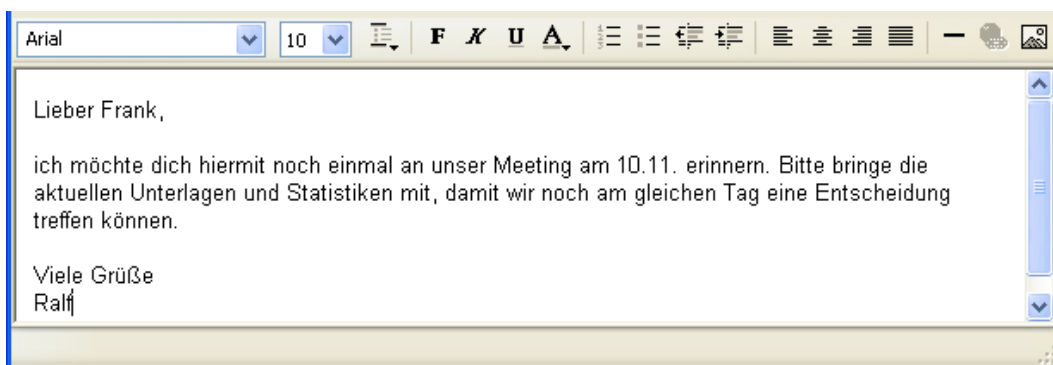 Arial 10 F K U A
Lieber Frank,
ich möchte dich hiermit noch einmal an unser Meeting am 10.11. erinnern. Bitte bringe die
aktuellen Unterlagen und Statistiken mit, damit wir noch am gleichen Tag eine Entscheidung
treffen können.
Viele Grüße
Ralf